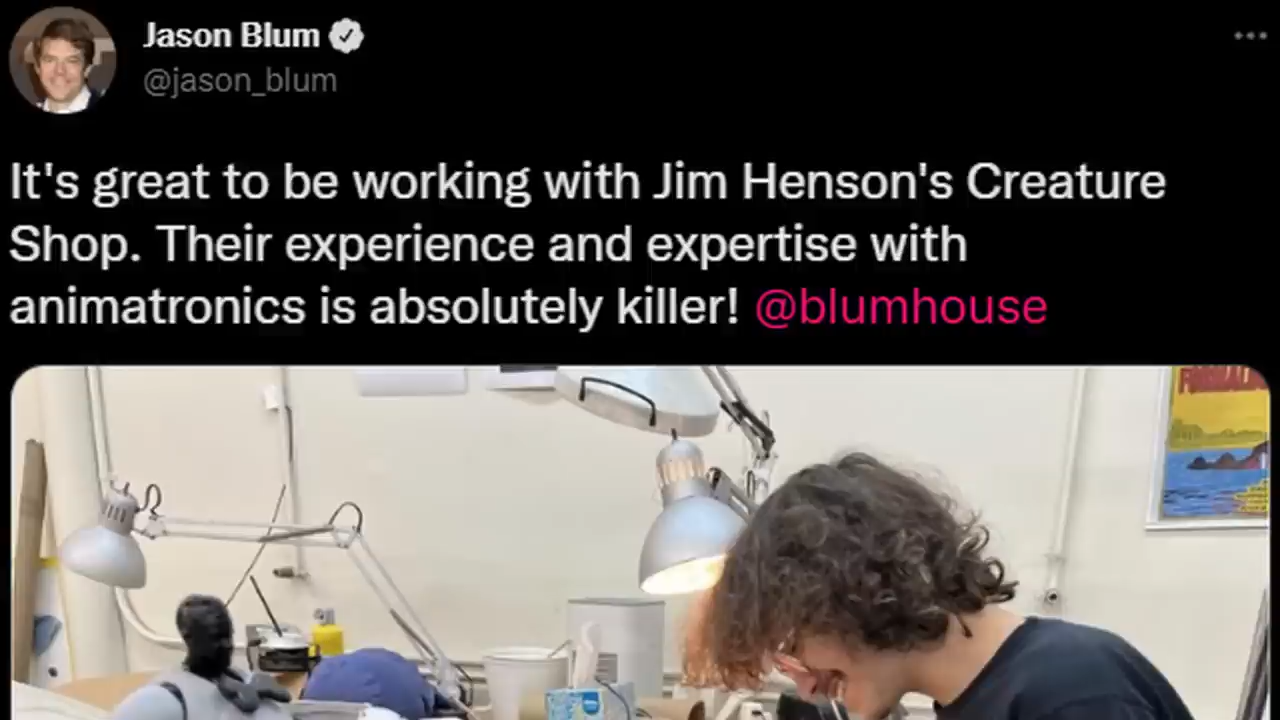 Jason Blum
@jason_blum
It's great to be working with Jim Henson's Creature
Shop. Their experience and expertise with
animatronics is absolutely killer! @blumhouse